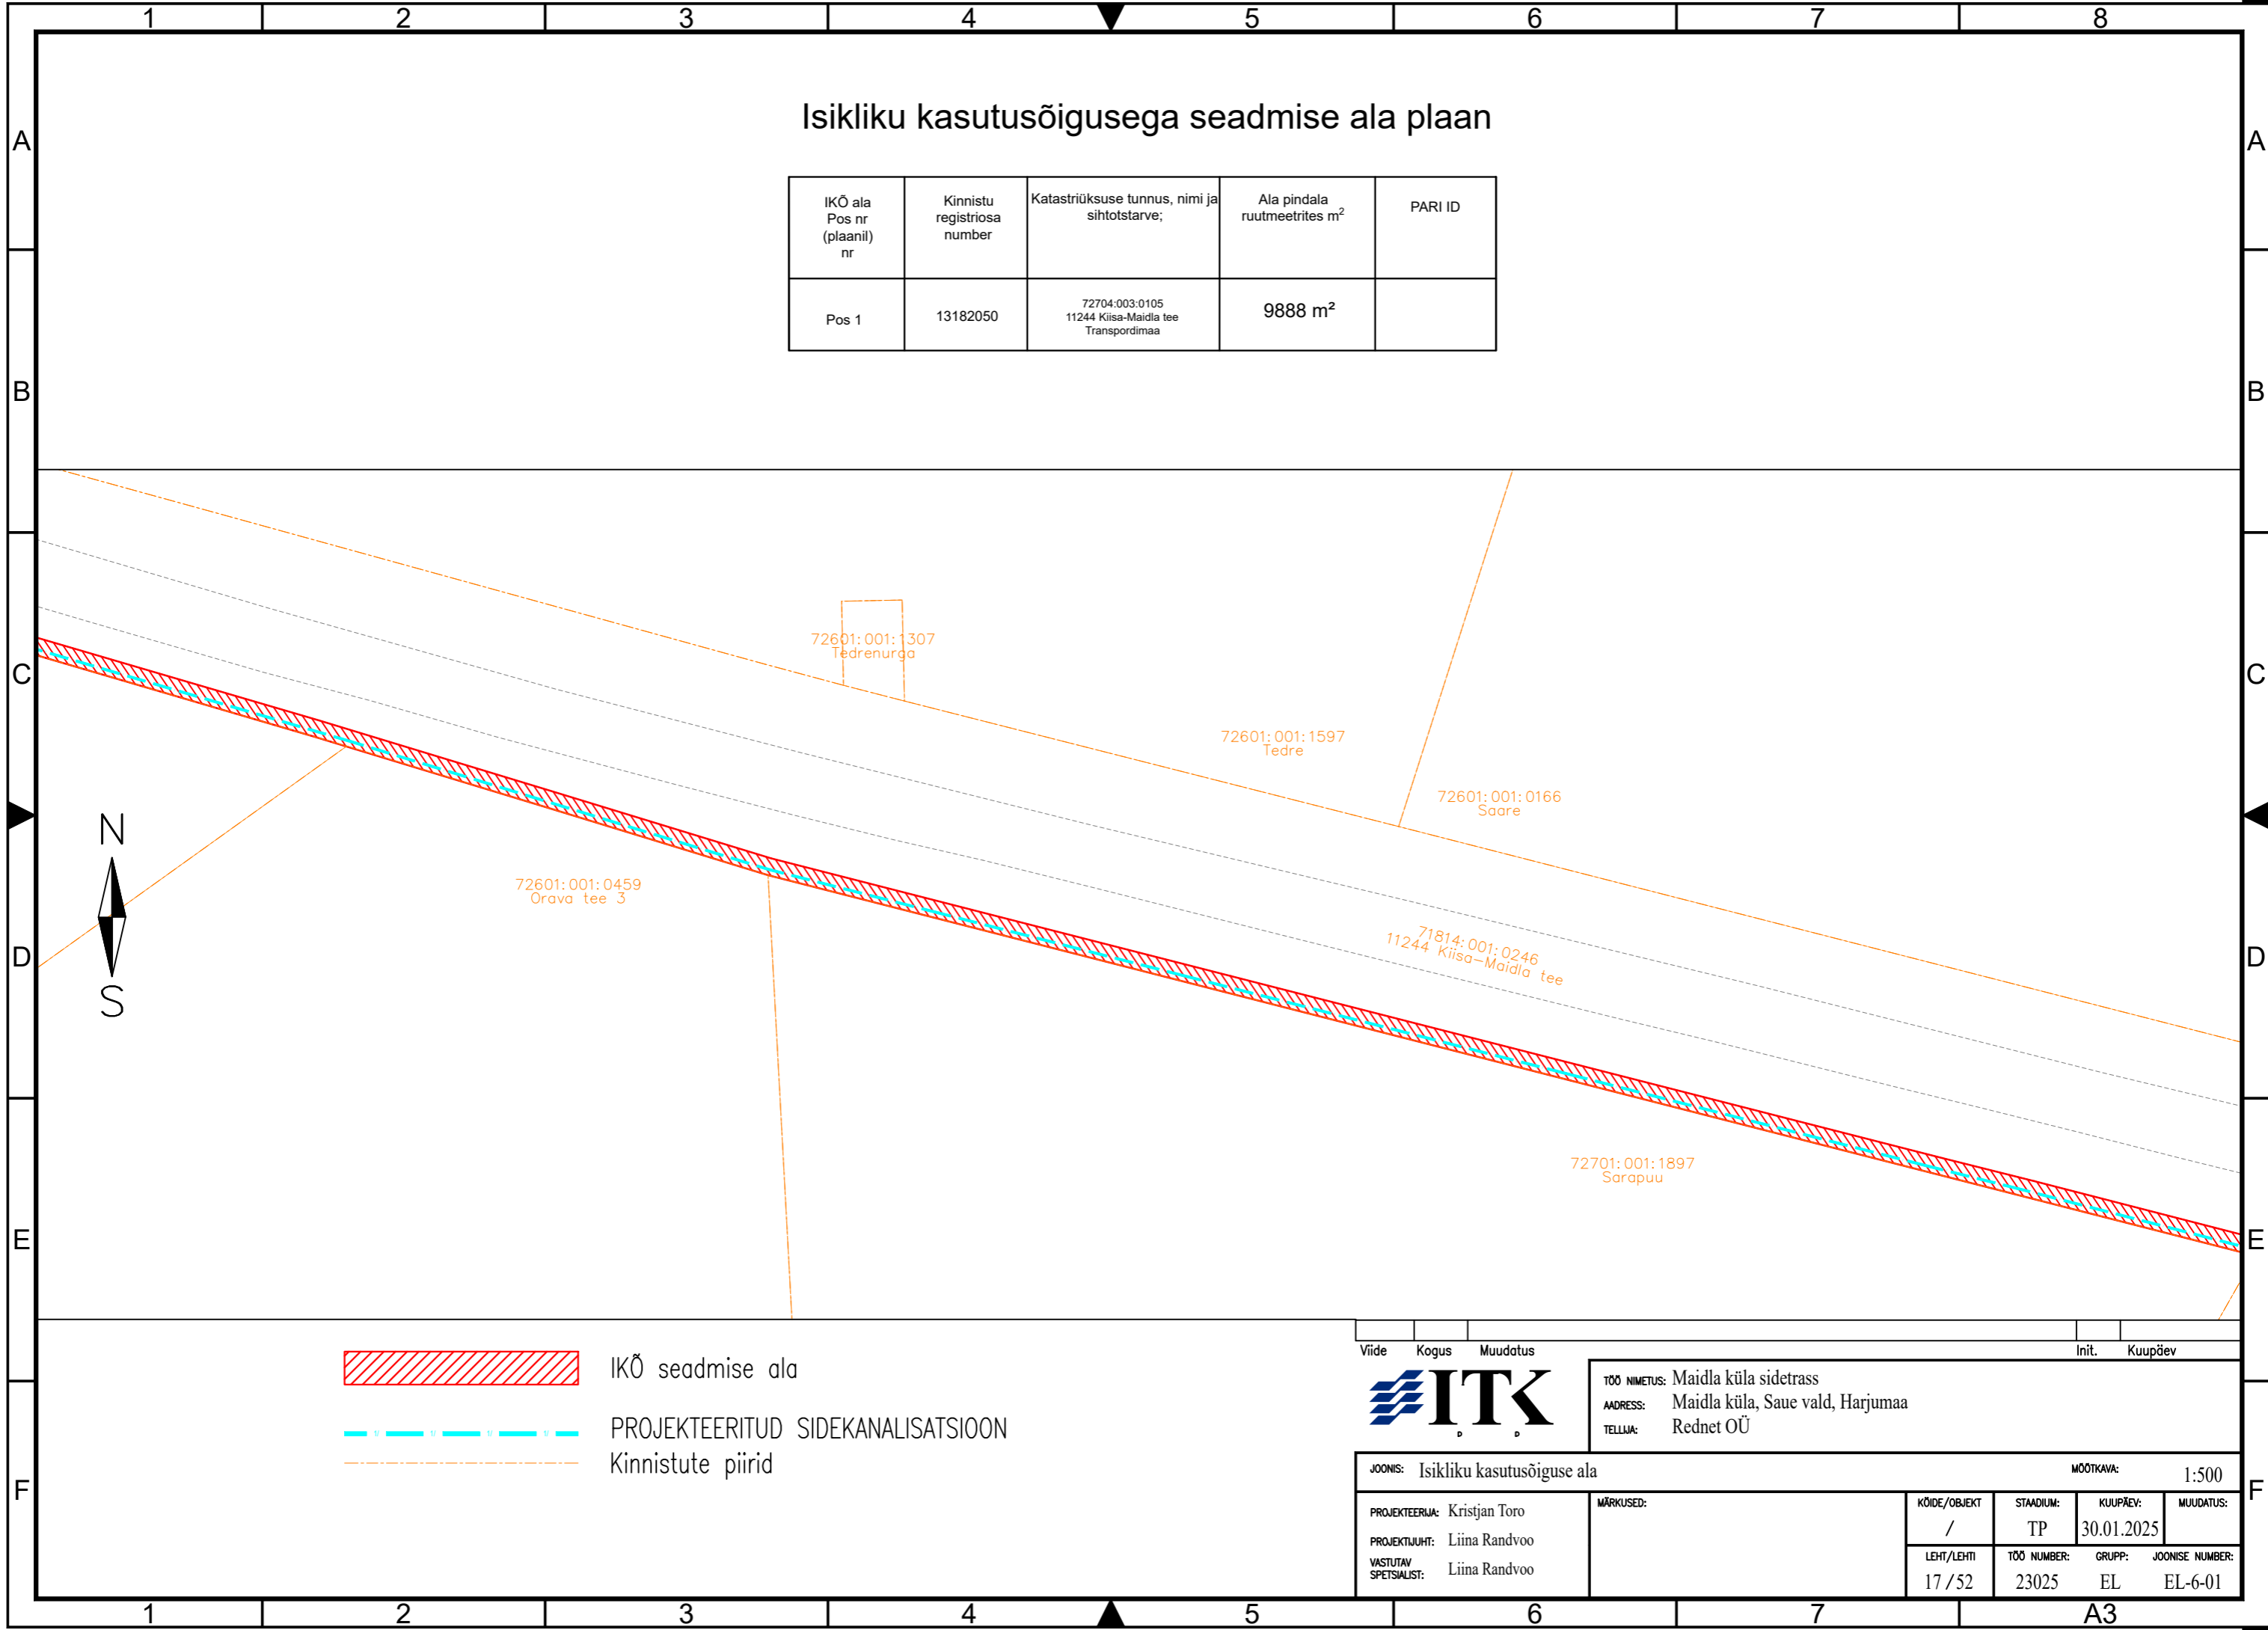 1 2 3 4 5 6 7 8
A A
B B
C C
D D
E E
F F
Isikliku kasutusõigusega seadmise ala plaan
IKÕ ala
Pos nr
(plaanil)
nr
Kinnistu
registriosa
number
Katastriüksuse tunnus, nimi ja
sihtotstarve;
Ala pindala
ruutmeetrites m²
PARI ID
Pos 1
13182050
72704:003:0105
11244 Kiisa-Maidla tee
Transpordimaa
9888 m²
72601:001:1307
Tedrenurga
72601:001:1597
Tedre
72601:001:0166
Saare
N
S
72601:001:0459
Orava tee 3
71814:001:0246
11244 Kiisa-Maidla tee
72701:001:1897
Sarapuu
IKÕ seadmise ala
PROJEKTEERITUD SIDEKANALISATSIOON
Kinnistute piirid
Viide Kogus Muudatus Init. Kuupäev
ITK
P P
TÖÖ NIMETUS: Maidla küla sidetrass
AADRESS: Maidla küla, Saue vald, Harjumaa
TELLIJA: Rednet OÜ
JOONIS: Isikliku kasutusõiguse ala
MÕÕTKAVA: 1:500
PROJEKTEERIJA: Kristjan Toro
PROJEKTIJUHT: Liina Randvoo
VASTUTAV
SPETSIALIST: Liina Randvoo
MÄRKUSED:
KÖIDE/OBJEKT
/
STAADIUM:
TP
KUUPÄEV:
30.01.2025
MUUDATUS:
LEHT/LEHTI
17 / 52
TÖÖ NUMBER:
23025
GRUPP:
EL
JOONISE NUMBER:
EL-6-01
1 2 3 4 5 6 7 A3